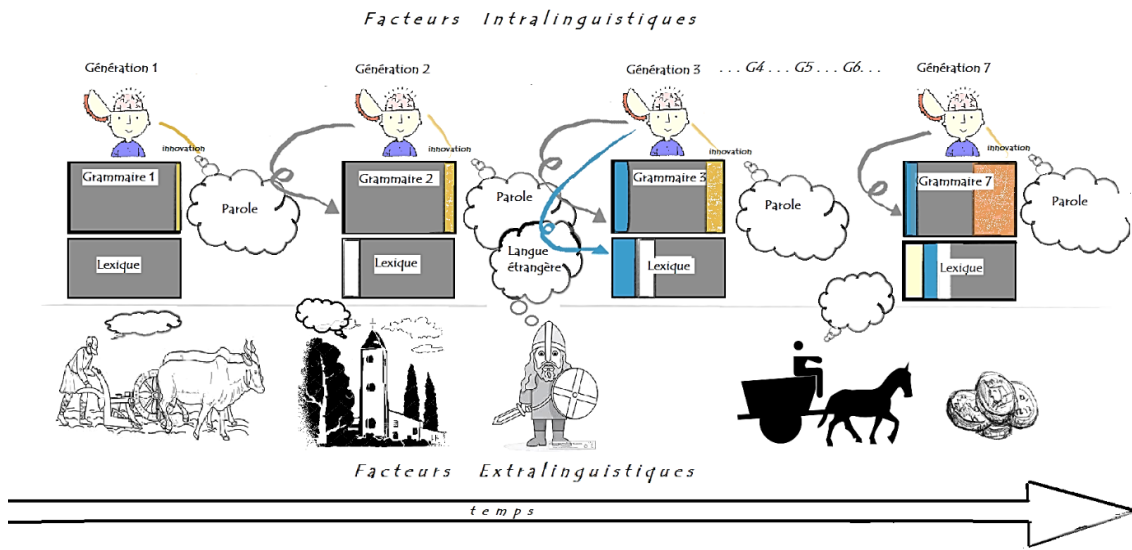 Facteurs Intralinguistiques
Génération 1
Génération 2
Génération 3
. . . G4 . . . G5 . . . G6 . . .
Génération 7
innovation
innovation
innovation
innovation
Grammaire 1
Parole
Grammaire 2
Parole
Grammaire 3
Parole
Grammaire 7
Parole
Lexique
Lexique
Langue
étrangère
Lexique
Lexique
Facteurs Extralinguistiques
temps